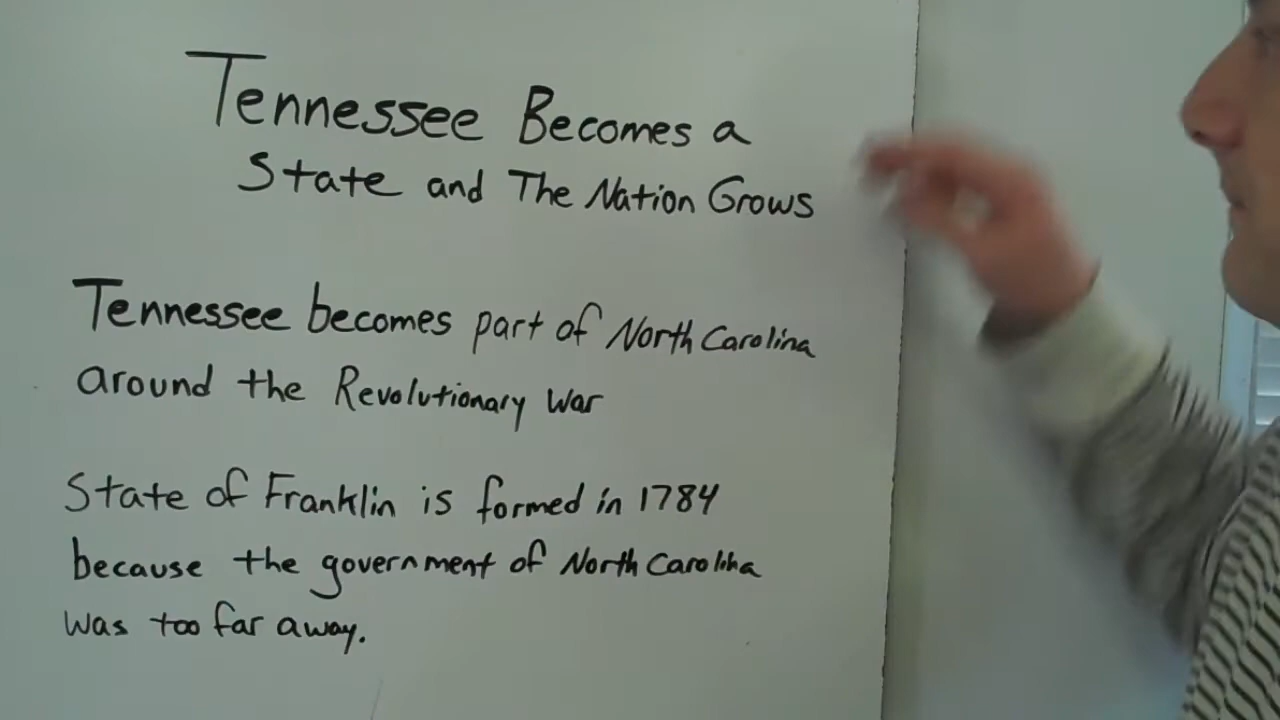 Tennessee Becomes a
State and The Nation Grows
Tennessee becomes part of North Carolina
around the Revolutionary War
State of Franklin is formed in 1784
because the government of North Carolina
was too far away.